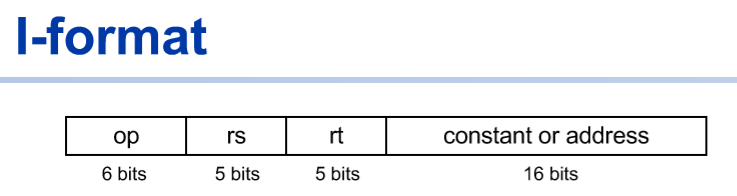 I-format
op rs rt constant or address
6 bits 5 bits 5 bits 16 bits